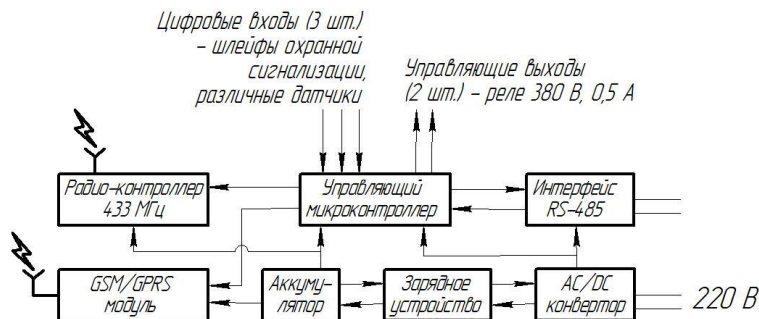 Цифровые входы (3 шт.)
– шлейфы охранной
сигнализации,
различные датчики
Управляющие выходы
(2 шт.) – реле 380 В, 0,5 А
Радио-контроллер
433 МГц
Управляющий
микроконтроллер
Интерфейс
RS-485
GSM/GPRS
модуль
Аккуму-
лятор
Зарядное
устройство
AC/DC
конвертор
220 В